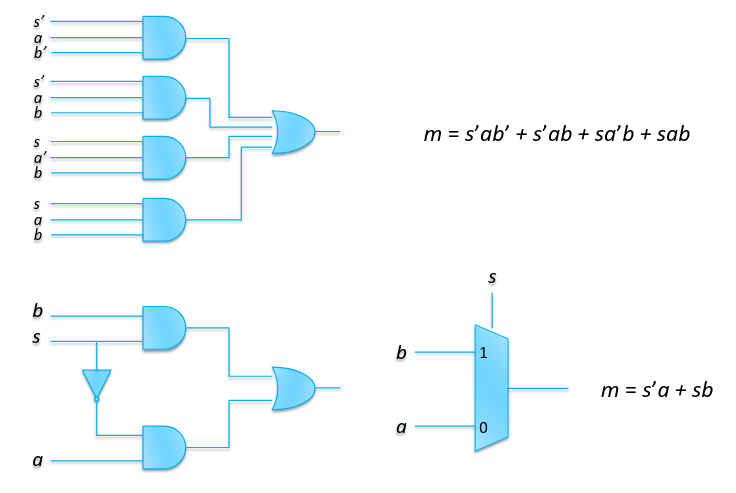 s′
a
b′
s′
a
b
s
a′
b
s
a
b
m = s′ab′ + s′ab + sa′b + sab
b
s
a
s
b
1
a
0
m = s′a + sb